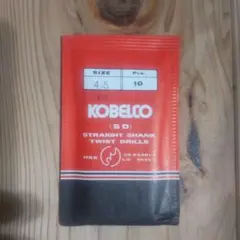 SIZE Pcs.
4.5 10
KOBELCO
(SD)
STRAIGHT SHANK
TWIST DRILLS